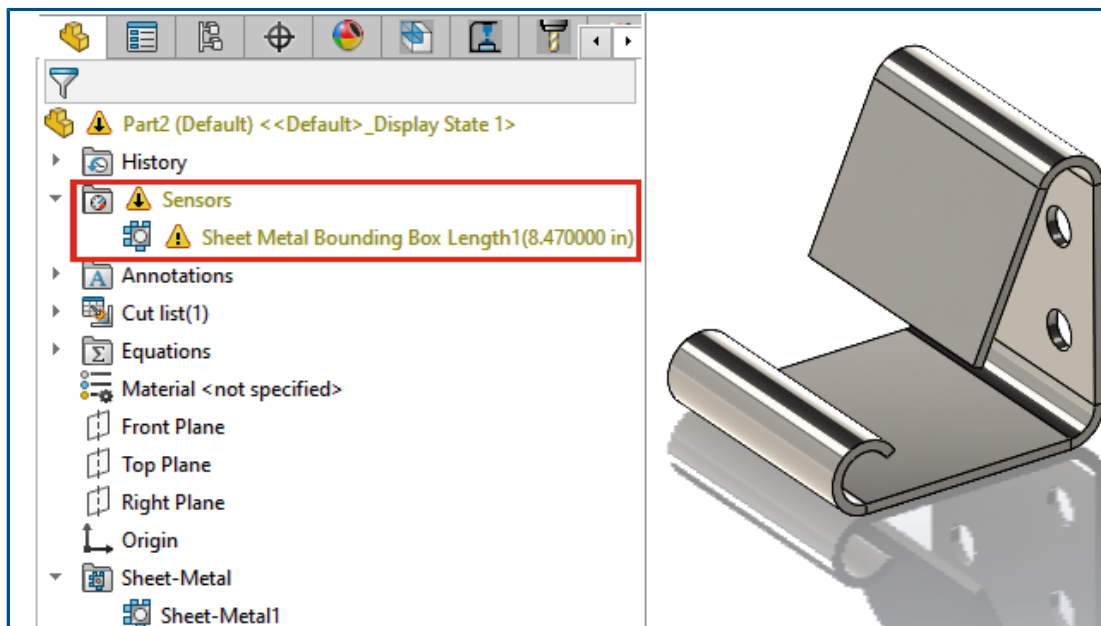 Part2 (Default) <<Default>_Display State 1>
History
Sensors
Sheet Metal Bounding Box Length1(8.470000 in)
A Annotations
Cut list(1)
Σ Equations
Material <not specified>
Front Plane
Top Plane
Right Plane
Origin
Sheet-Metal
Sheet-Metal1